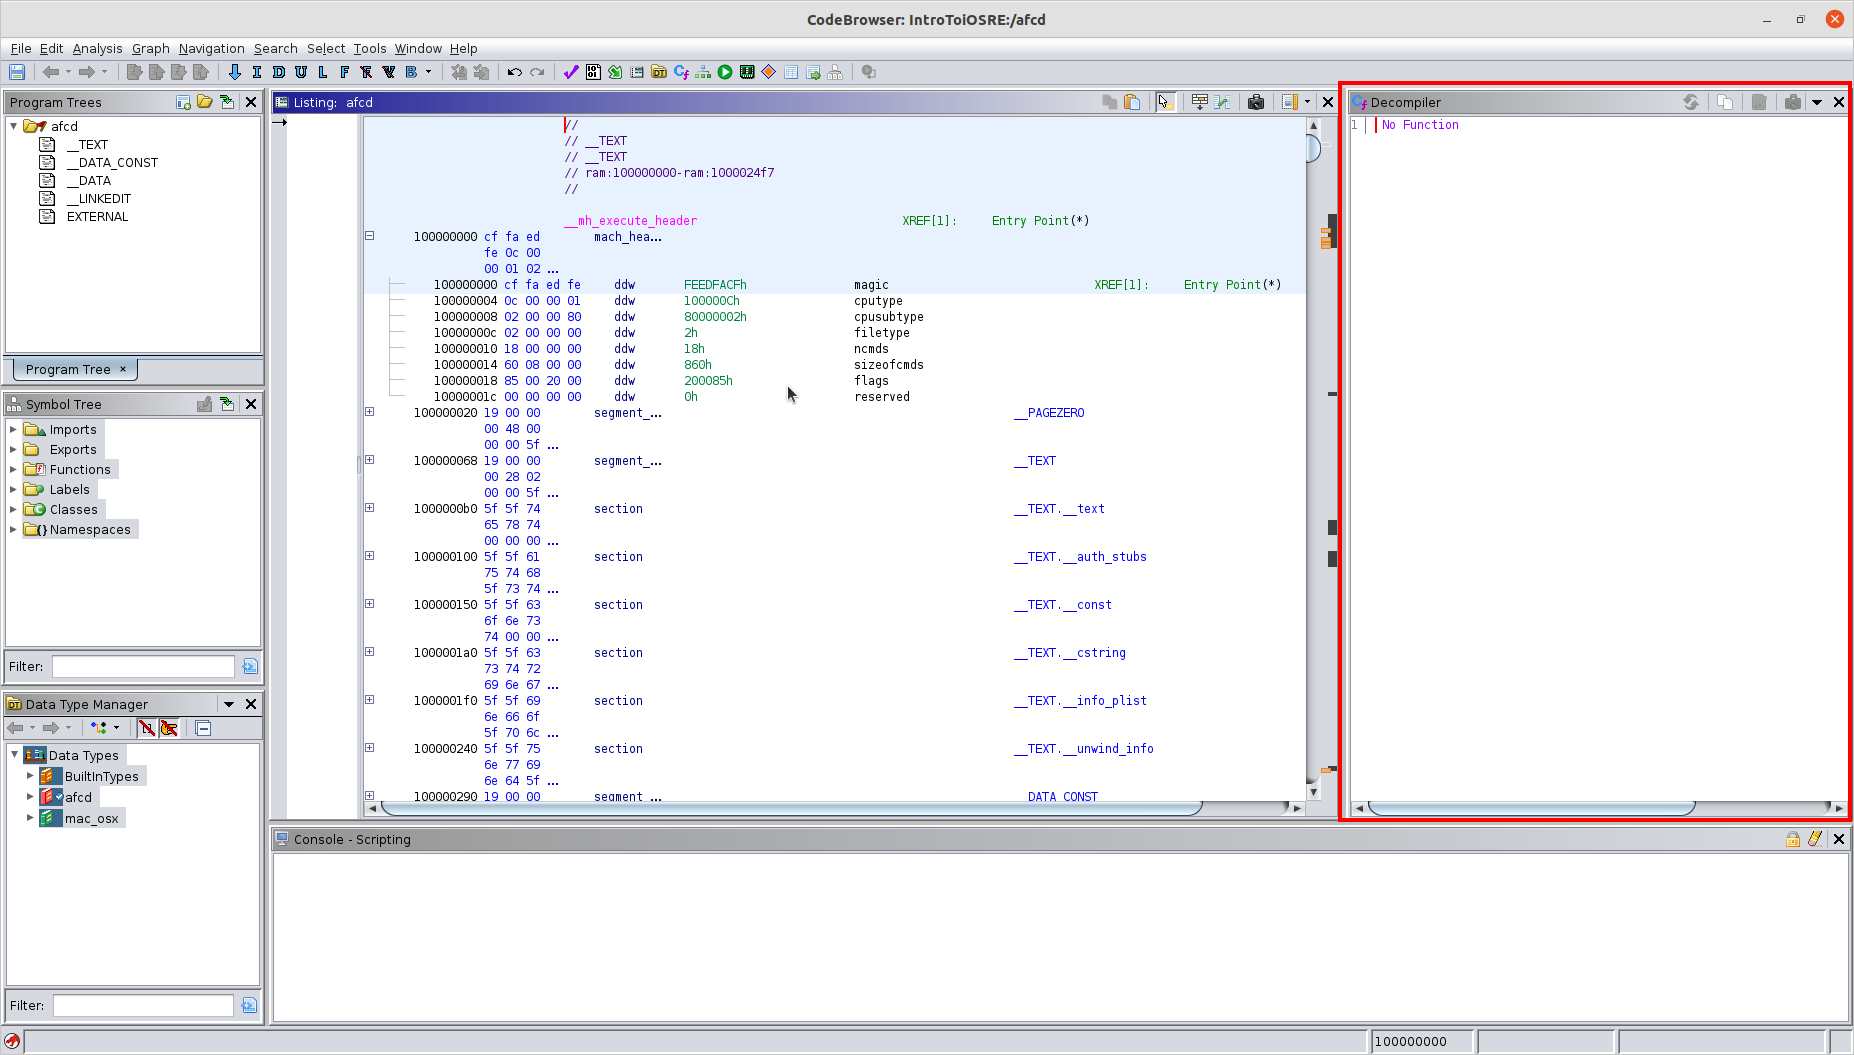 CodeBrowser: IntroToiOSRE:/afcd
File Edit Analysis Graph Navigation Search Select Tools Window Help
I D U L F F V B
Program Trees
afcd
__TEXT
__DATA_CONST
__DATA
__LINKEDIT
EXTERNAL
Program Tree ×
Symbol Tree
Imports
Exports
Functions
Labels
Classes
Namespaces
Filter:
Data Type Manager
Data Types
BuiltInTypes
afcd
mac_osx
Filter:
Listing: afcd
//
// __TEXT
// __TEXT
// ram:100000000-ram:1000024f7
//
__mh_execute_header XREF[1]: Entry Point(*)
100000000 cf fa ed mach_hea...
fe 0c 00
00 01 02 ...
100000000 cf fa ed fe ddw FEEDFACFh magic XREF[1]: Entry Point(*)
100000004 0c 00 00 01 ddw 100000Ch cputype
100000008 02 00 00 80 ddw 80000002h cpusubtype
10000000c 02 00 00 00 ddw 2h filetype
100000010 18 00 00 00 ddw 18h ncmds
100000014 60 08 00 00 ddw 860h sizeofcmds
100000018 85 00 20 00 ddw 200085h flags
10000001c 00 00 00 00 ddw 0h reserved
100000020 19 00 00 segment_... __PAGEZERO
00 48 00
00 00 5f ...
100000068 19 00 00 segment_... __TEXT
00 28 02
00 00 5f ...
1000000b0 5f 5f 74 section __TEXT.__text
65 78 74
00 00 00 ...
100000100 5f 5f 61 section __TEXT.__auth_stubs
75 74 68
5f 73 74 ...
100000150 5f 5f 63 section __TEXT.__const
6f 6e 73
74 00 00 ...
1000001a0 5f 5f 63 section __TEXT.__cstring
73 74 72
69 6e 67 ...
1000001f0 5f 5f 69 section __TEXT.__info_plist
6e 66 6f
5f 70 6c ...
100000240 5f 5f 75 section __TEXT.__unwind_info
6e 77 69
6e 64 5f ...
100000290 19 00 00 segment_... __DATA_CONST
Decompiler
1 No Function
Console - Scripting
100000000